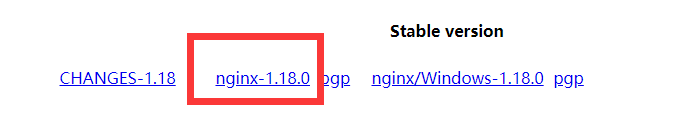 Stable version
CHANGES-1.18 nginx-1.18.0 pgp nginx/Windows-1.18.0 pgp